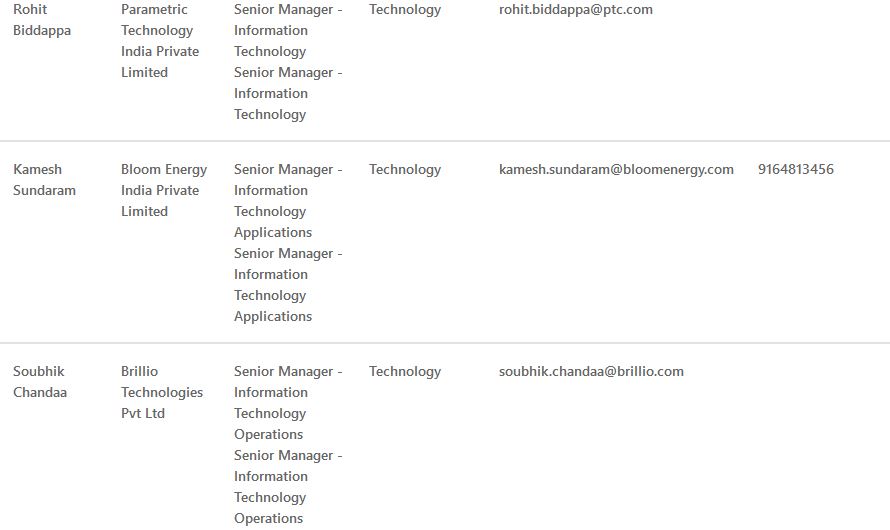 Rohit Biddappa
Parametric Technology India Private Limited
Senior Manager - Information Technology
Senior Manager - Information Technology
Technology
rohit.biddappa@ptc.com
Kamesh Sundaram
Bloom Energy India Private Limited
Senior Manager - Information Technology Applications
Senior Manager - Information Technology Applications
Technology
kamesh.sundaram@bloomenergy.com
9164813456
Soubhik Chandaa
Brillio Technologies Pvt Ltd
Senior Manager - Information Technology Operations
Senior Manager - Information Technology Operations
Technology
soubhik.chandaa@brillio.com